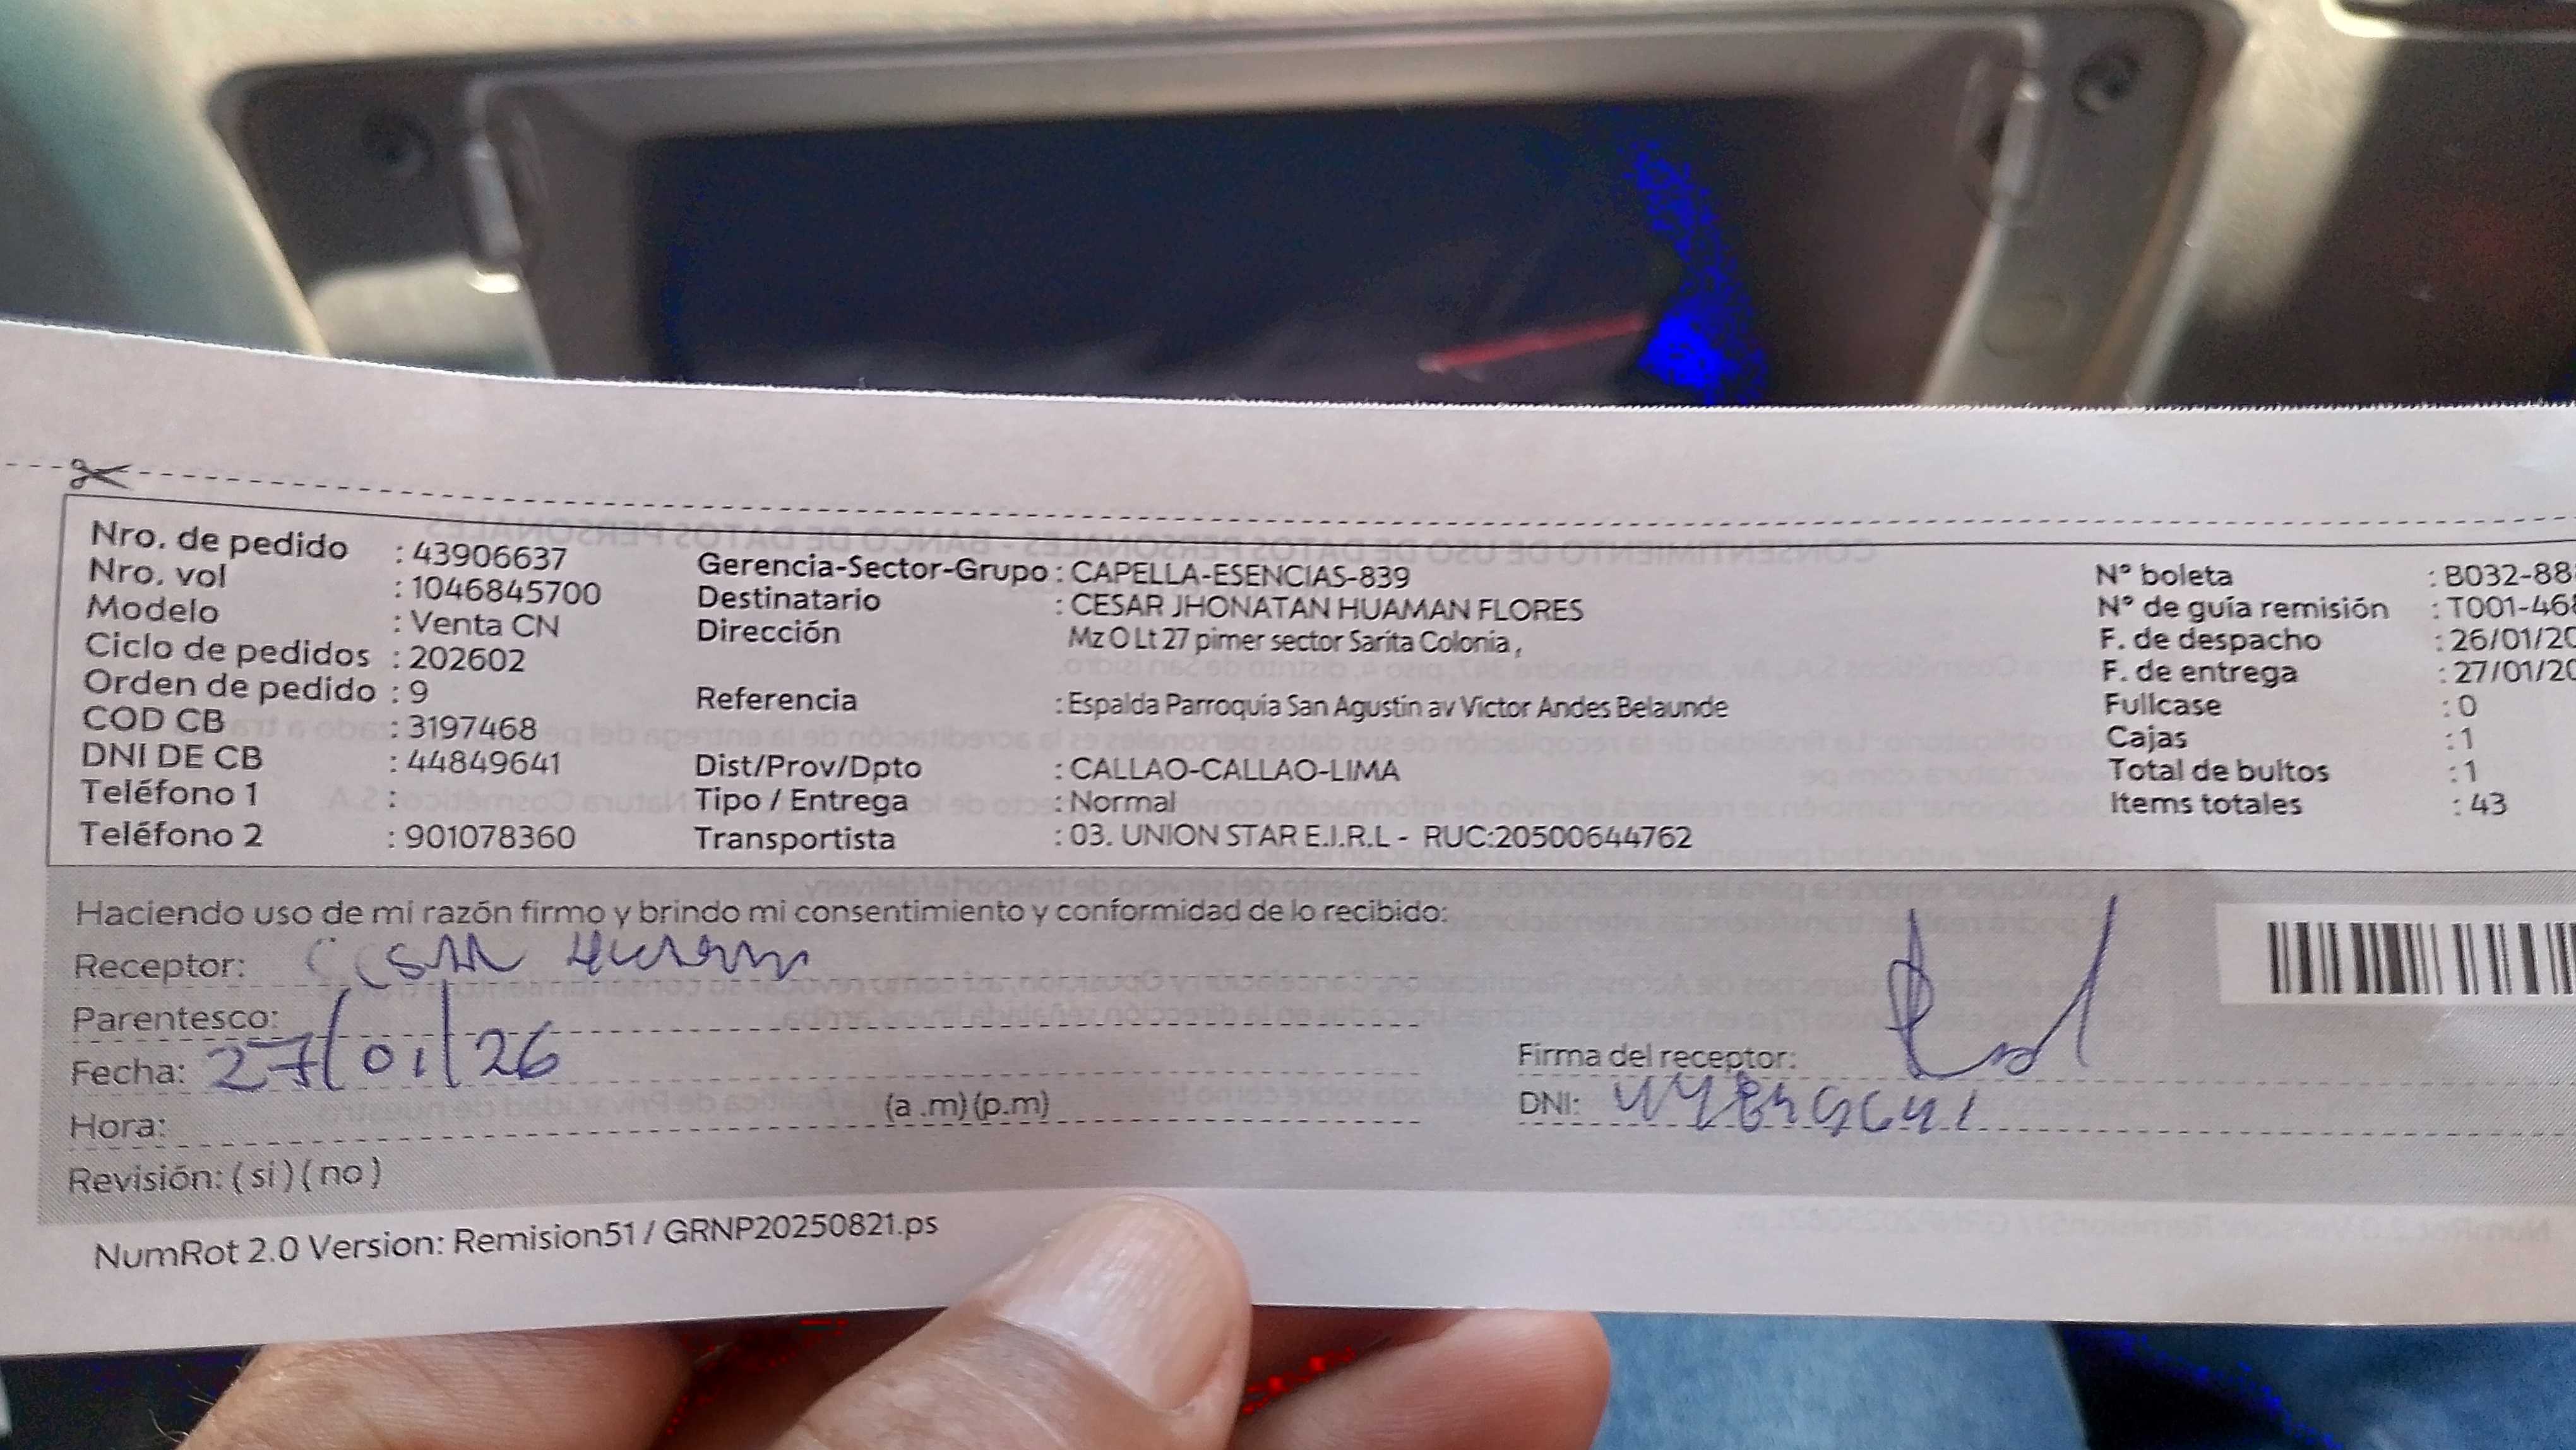 Nro. de pedido : 43906637
Nro. vol : 1046845700
Modelo : Venta CN
Ciclo de pedidos : 202602
Orden de pedido : 9
COD CB : 3197468
DNI DE CB : 44849641
Teléfono 1 :
Teléfono 2 : 901078360
Gerencia-Sector-Grupo : CAPELLA-ESENCIAS-839
Destinatario : CESAR JHONATAN HUAMAN FLORES
Dirección Mz O Lt 27 pimer sector Sarita Colonia ,
Referencia : Espalda Parroquia San Agustin av Victor Andes Belaunde
Dist/Prov/Dpto : CALLAO-CALLAO-LIMA
Tipo / Entrega : Normal
Transportista : 03. UNION STAR E.I.R.L - RUC:20500644762
N° boleta : B032-88
N° de guía remisión : T001-468
F. de despacho : 26/01/20
F. de entrega : 27/01/20
Fullcase : 0
Cajas : 1
Total de bultos : 1
Items totales : 43
Haciendo uso de mi razón firmo y brindo mi consentimiento y conformidad de lo recibido:
Receptor: Cesar Huaman
Parentesco:
Fecha: 27/01/26
Hora: (a .m) (p.m)
Revisión: ( si ) ( no )
Firma del receptor:
DNI:
NumRot 2.0 Version: Remision51 / GRNP20250821.ps